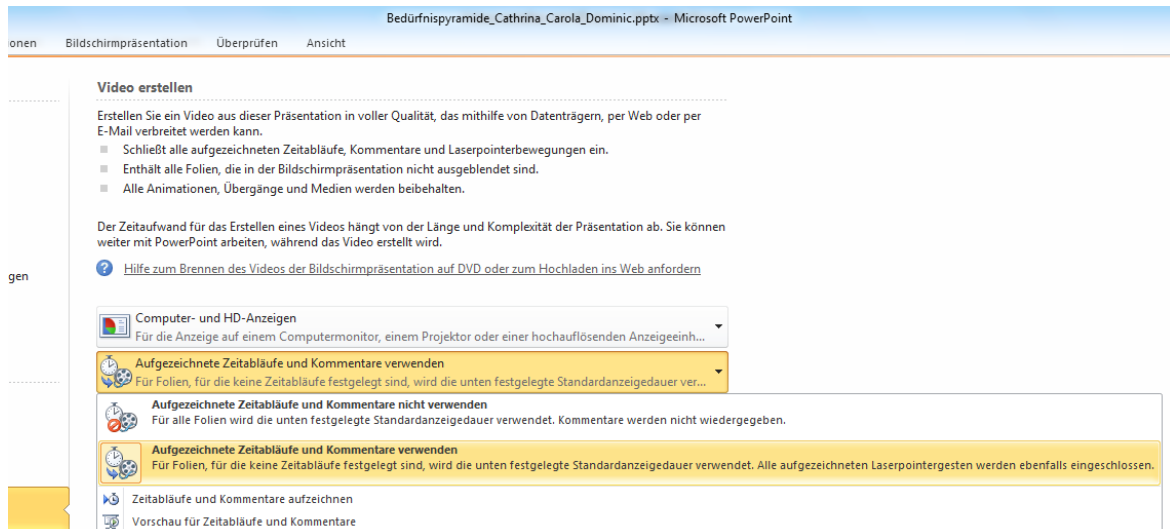 Bedürfnispyramide_Cathrina_Carola_Dominic.pptx - Microsoft PowerPoint
onen Bildschirmpräsentation Überprüfen Ansicht
Video erstellen
Erstellen Sie ein Video aus dieser Präsentation in voller Qualität, das mithilfe von Datenträgern, per Web oder per
E-Mail verbreitet werden kann.
Schließt alle aufgezeichneten Zeitabläufe, Kommentare und Laserpointerbewegungen ein.
Enthält alle Folien, die in der Bildschirmpräsentation nicht ausgeblendet sind.
Alle Animationen, Übergänge und Medien werden beibehalten.
Der Zeitaufwand für das Erstellen eines Videos hängt von der Länge und Komplexität der Präsentation ab. Sie können
weiter mit PowerPoint arbeiten, während das Video erstellt wird.
gen
Hilfe zum Brennen des Videos der Bildschirmpräsentation auf DVD oder zum Hochladen ins Web anfordern
Computer- und HD-Anzeigen
Für die Anzeige auf einem Computermonitor, einem Projektor oder einer hochauflösenden Anzeigeeinh...
Aufgezeichnete Zeitabläufe und Kommentare verwenden
Für Folien, für die keine Zeitabläufe festgelegt sind, wird die unten festgelegte Standardanzeigedauer ver...
Aufgezeichnete Zeitabläufe und Kommentare nicht verwenden
Für alle Folien wird die unten festgelegte Standardanzeigedauer verwendet. Kommentare werden nicht wiedergegeben.
Aufgezeichnete Zeitabläufe und Kommentare verwenden
Für Folien, für die keine Zeitabläufe festgelegt sind, wird die unten festgelegte Standardanzeigedauer verwendet. Alle aufgezeichneten Laserpointergesten werden ebenfalls eingeschlossen.
Zeitabläufe und Kommentare aufzeichnen
Vorschau für Zeitabläufe und Kommentare